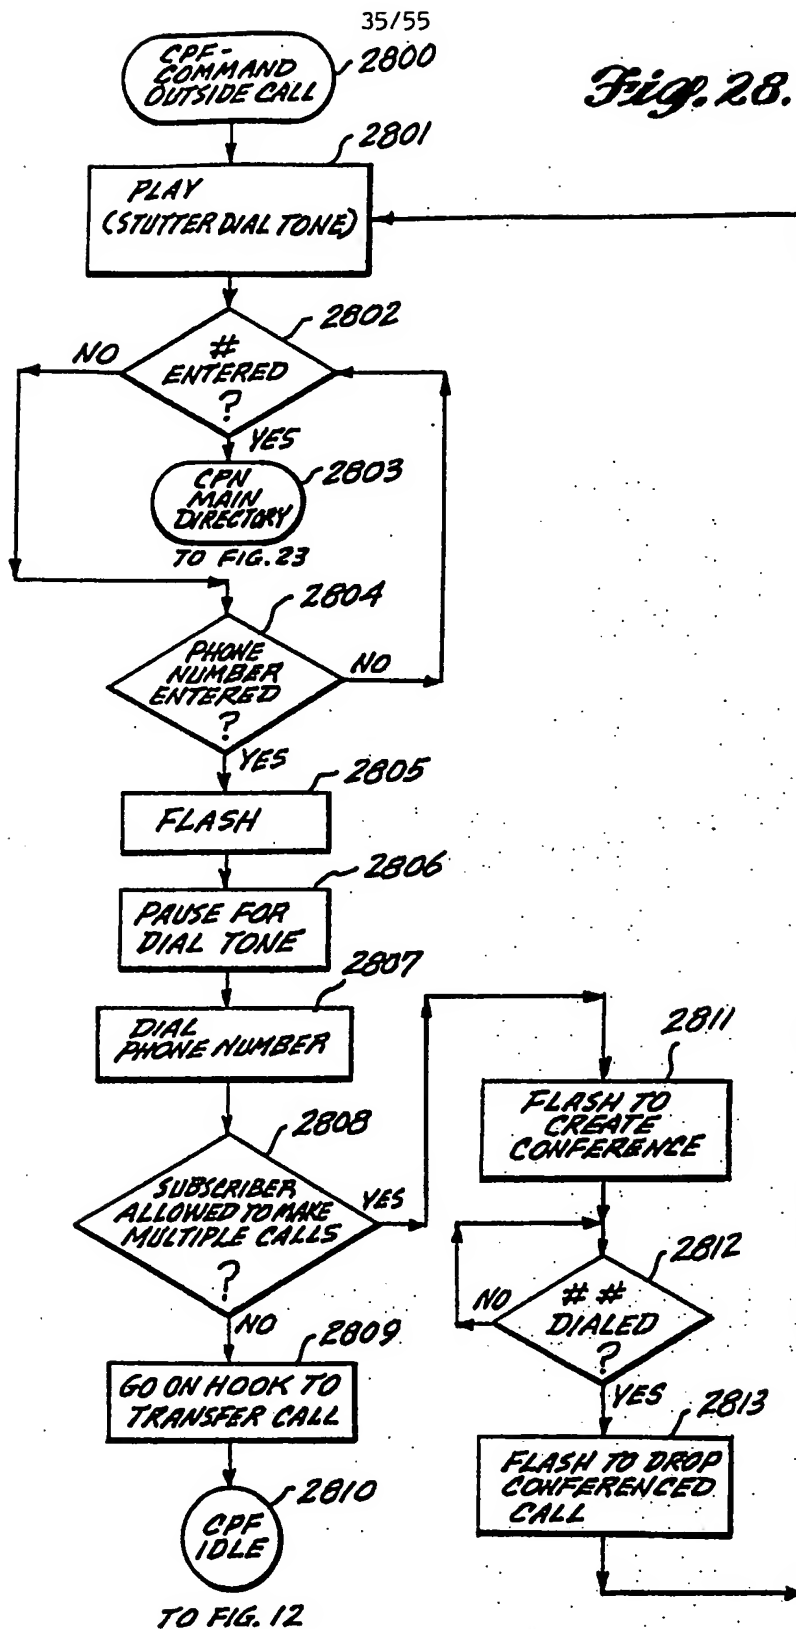 35/55
Fig. 28.
CPF-
COMMAND
OUTSIDE CALL
2800
2801
PLAY
(STUTTER DIAL TONE)
2802
NO
#
ENTERED
?
YES
2803
CPN
MAIN
DIRECTORY
TO FIG. 23
2804
PHONE
NUMBER
ENTERED
?
NO
YES
2805
FLASH
2806
PAUSE FOR
DIAL TONE
2807
DIAL
PHONE NUMBER
2808
SUBSCRIBER
ALLOWED TO MAKE
MULTIPLE CALLS
?
YES
NO
2809
GO ON HOOK TO
TRANSFER CALL
2810
CPF
IDLE
TO FIG. 12
2811
FLASH TO
CREATE
CONFERENCE
2812
NO
# #
DIALED
?
YES
2813
FLASH TO DROP
CONFERENCED
CALL